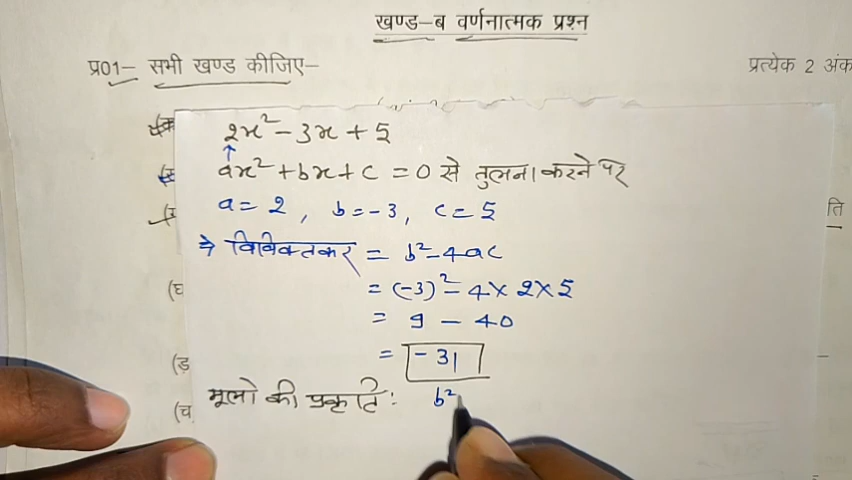 खण्ड–ब वर्णनात्मक प्रश्न
प्र01– सभी खण्ड कीजिए– प्रत्येक 2 अंक
2x² – 3x + 5
↑
ax² + bx + c = 0 से तुलना करने पर
a = 2 , b = –3, c = 5 ति
⇒ विविक्तकर = b² – 4ac
(घ = (–3)² – 4 × 2 × 5
= 9 – 40
(ड़ = –31
मूलो की प्रकृति : b²
(च